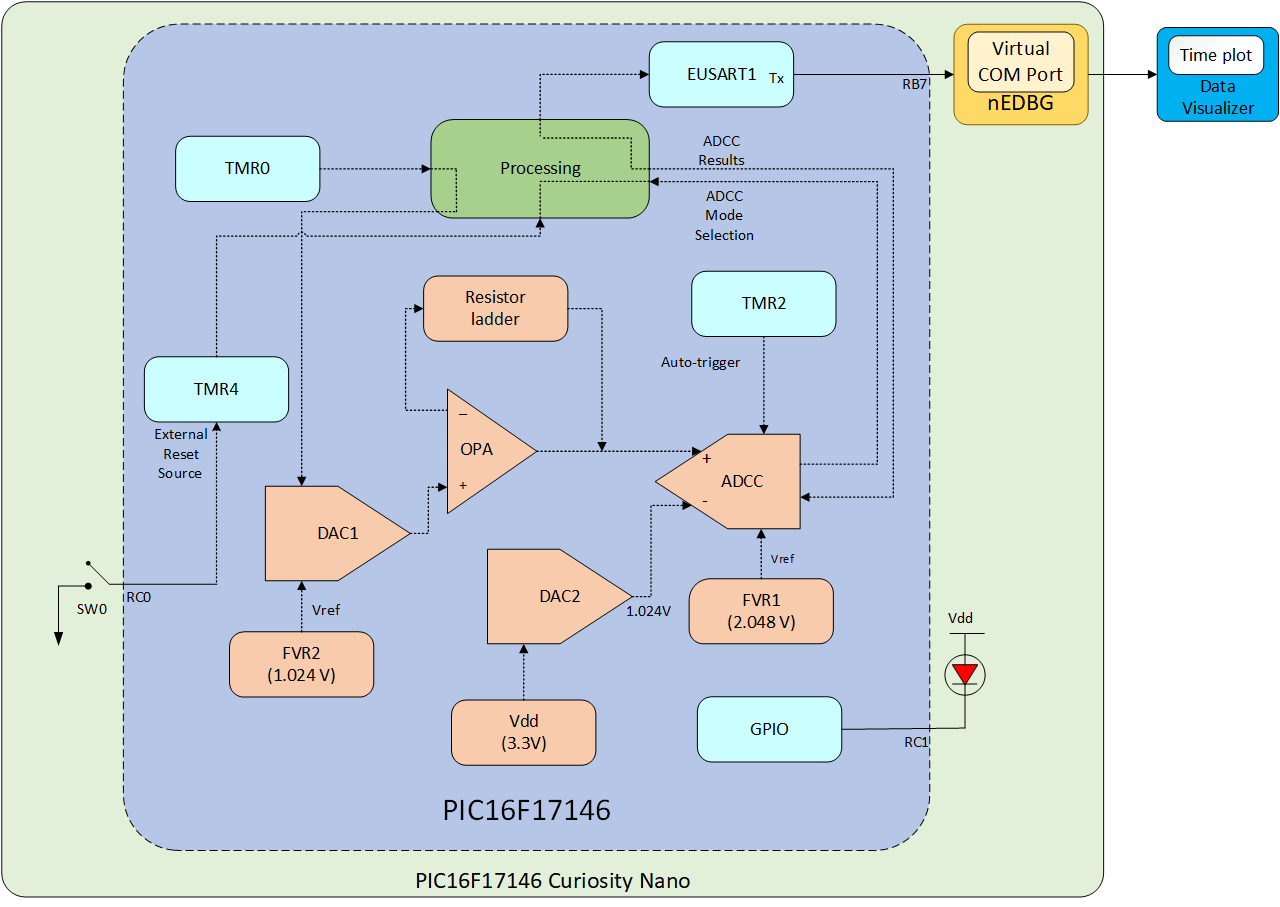 Virtual
COM Port
nEDBG
Time plot
Data
Visualizer
EUSART1 Tx
RB7
TMR0
Processing
ADCC
Results
ADCC
Mode
Selection
Resistor
ladder
TMR2
Auto-trigger
TMR4
External
Reset
Source
–
OPA
+
+
ADCC
-
DAC1
Vref
DAC2
1.024V
SW0
RC0
Vref
FVR1
(2.048 V)
FVR2
(1.024 V)
Vdd
Vdd
(3.3V)
GPIO
RC1
PIC16F17146
PIC16F17146 Curiosity Nano